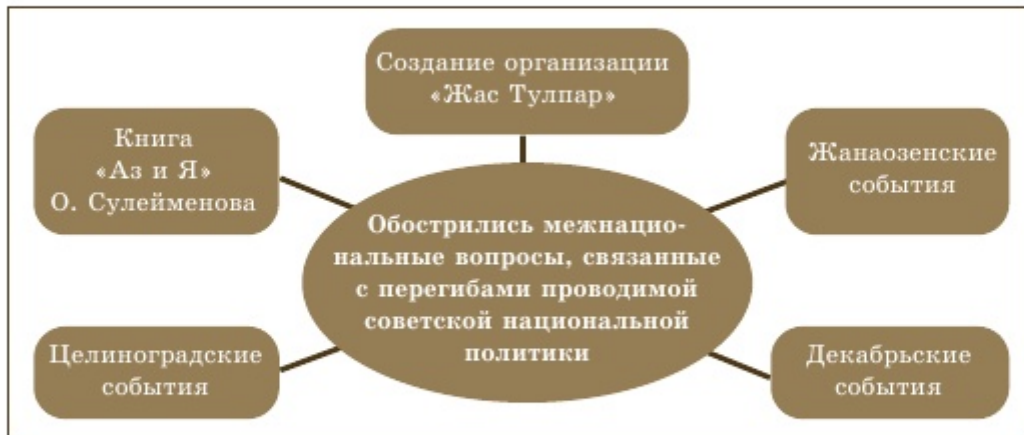 Создание организации
«Жас Тулпар»
Книга
«Аз и Я»
О. Сулейменова
Жанаозенские
события
Обострились межнацио-
нальные вопросы, связанные
с перегибами проводимой
советской национальной
политики
Целиноградские
события
Декабрьские
события